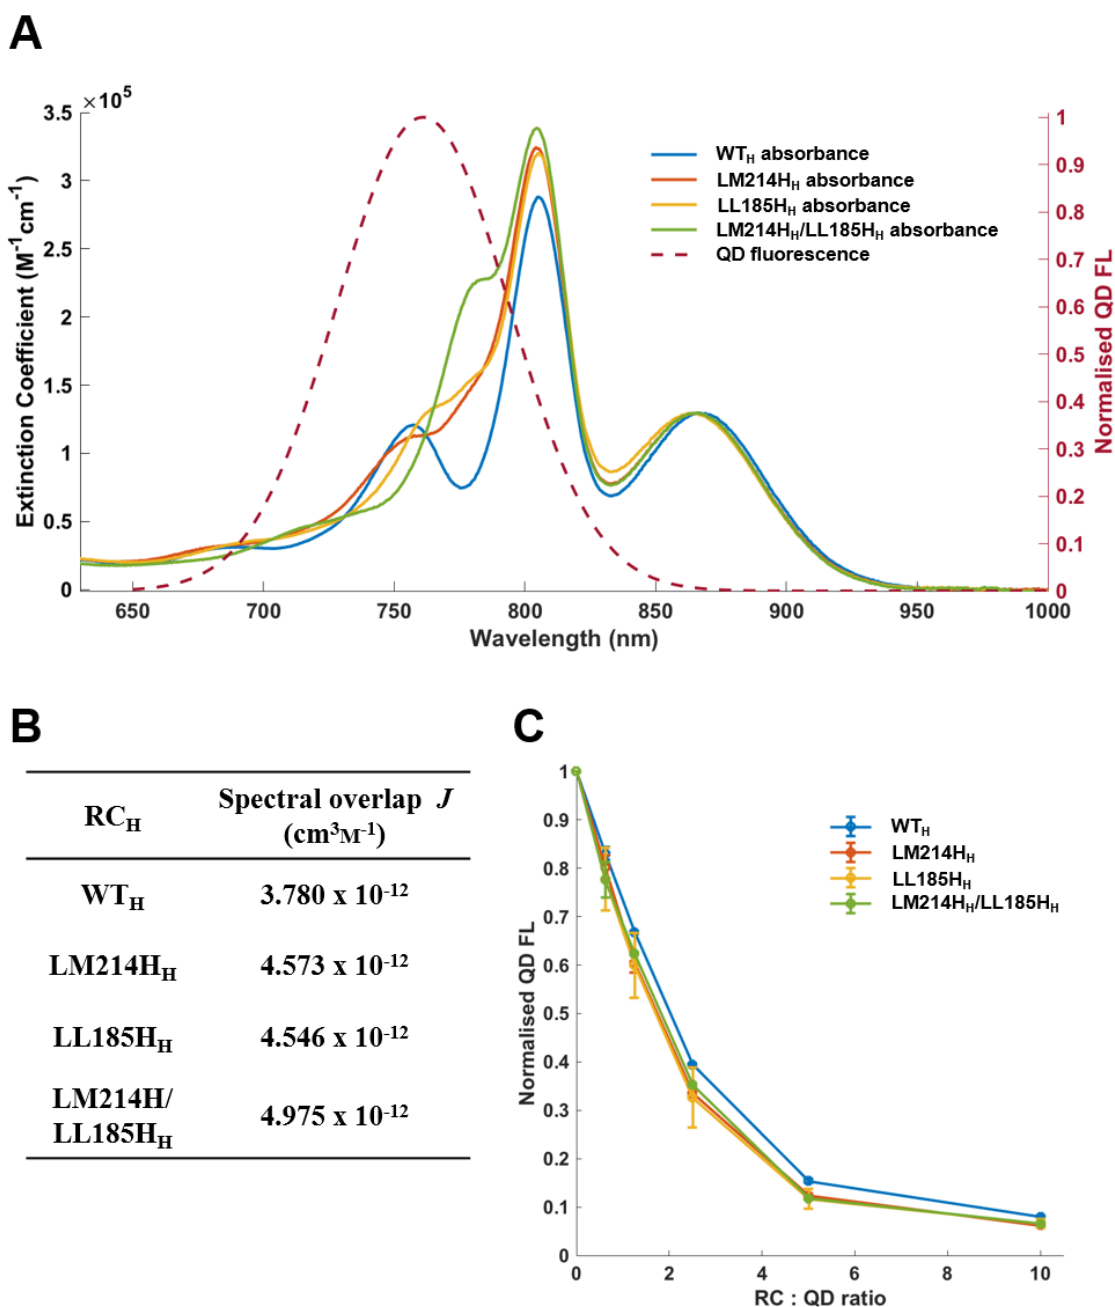 A
×10⁵
3.5
3
2.5
2
1.5
1
0.5
0
Extinction Coefficient (M⁻¹cm⁻¹)
WT_H absorbance
LM214H_H absorbance
LL185H_H absorbance
LM214H_H/LL185H_H absorbance
QD fluorescence
1
0.9
0.8
0.7
0.6
0.5
0.4
0.3
0.2
0.1
0
Normalised QD FL
650 700 750 800 850 900 950 1000
Wavelength (nm)
B
RC_H Spectral overlap J (cm³M⁻¹)
WT_H 3.780 x 10⁻¹²
LM214H_H 4.573 x 10⁻¹²
LL185H_H 4.546 x 10⁻¹²
LM214H/
LL185H_H 4.975 x 10⁻¹²
C
1
0.9
0.8
0.7
0.6
0.5
0.4
0.3
0.2
0.1
0
Normalised QD FL
WT_H
LM214H_H
LL185H_H
LM214H_H/LL185H_H
0 2 4 6 8 10
RC : QD ratio